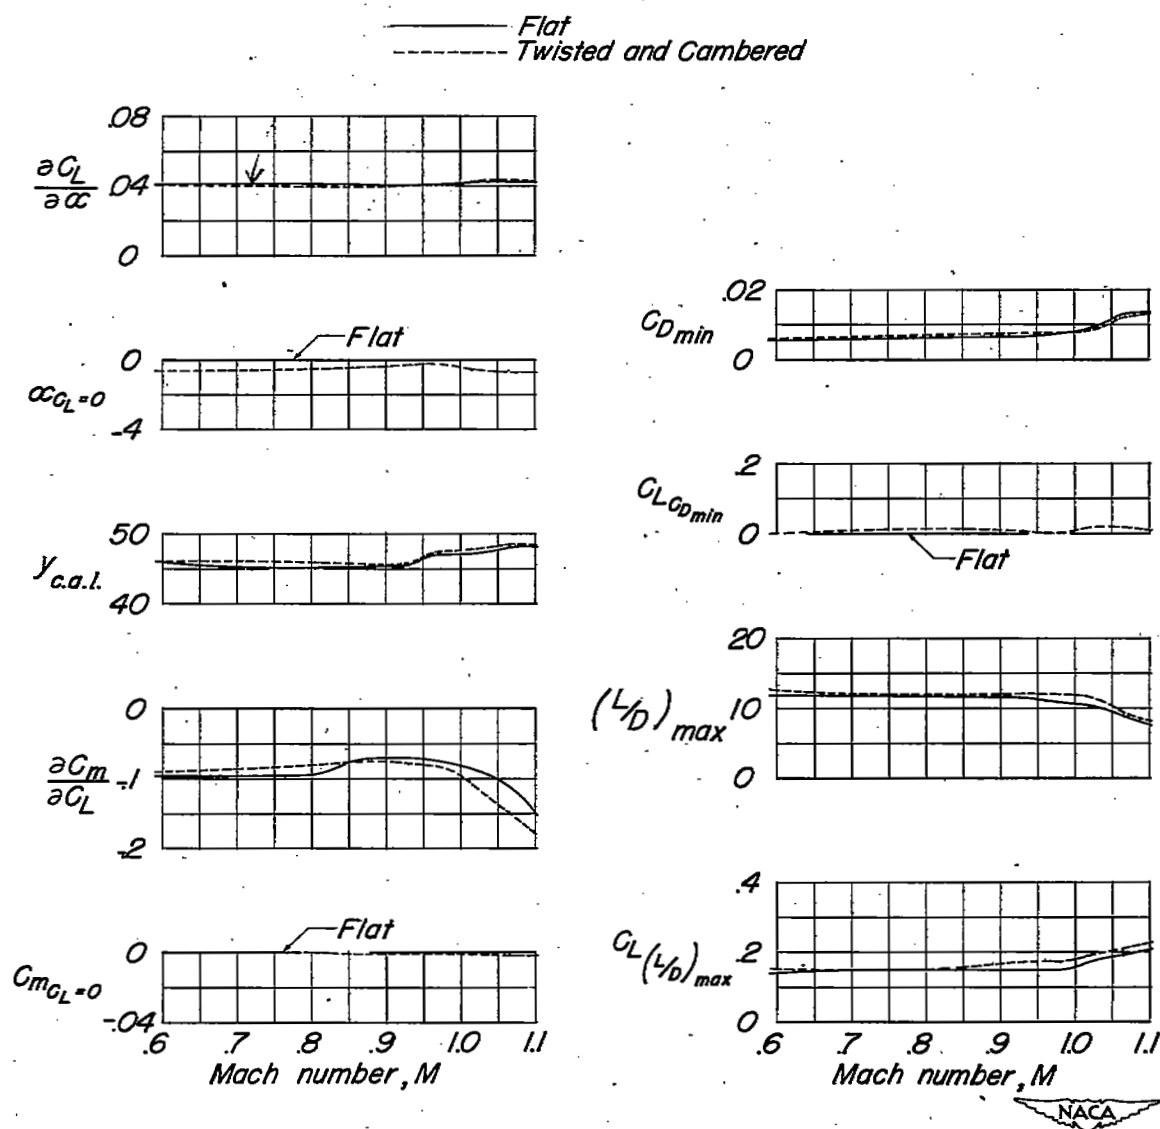 Flat
Twisted and Cambered
.08
∂C_L/∂α .04
0
Flat
0
α_{C_L=0}
-4
50
y_{c.a.l.}
40
0
∂C_m/∂C_L -.1
-.2
Flat
0
C_{m_{C_L=0}}
-.04
.6 .7 .8 .9 1.0 1.1
Mach number, M
.02
C_{D_{min}}
0
.2
C_{L_{C_{D_{min}}}}
0
Flat
20
(L/D)_{max} 10
0
.4
C_{L_{(L/D)_{max}}} .2
0
.6 .7 .8 .9 1.0 1.1
Mach number, M
NACA